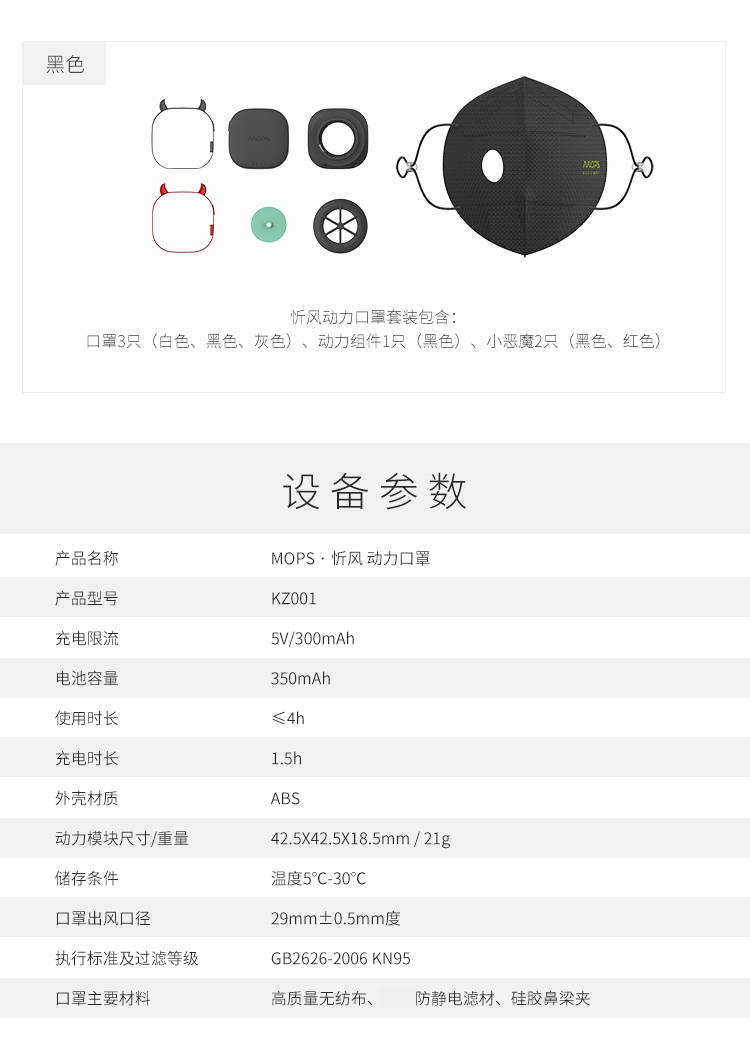 黑色
MOPS
MOPS
忻风动力口罩套装包含：
口罩3只（白色、黑色、灰色）、动力组件1只（黑色）、小恶魔2只（黑色、红色）
设备参数
产品名称 MOPS · 忻风 动力口罩
产品型号 KZ001
充电限流 5V/300mAh
电池容量 350mAh
使用时长 ≤4h
充电时长 1.5h
外壳材质 ABS
动力模块尺寸/重量 42.5X42.5X18.5mm / 21g
储存条件 温度5℃-30℃
口罩出风口径 29mm±0.5mm度
执行标准及过滤等级 GB2626-2006 KN95
口罩主要材料 高质量无纺布、 防静电滤材、硅胶鼻梁夹